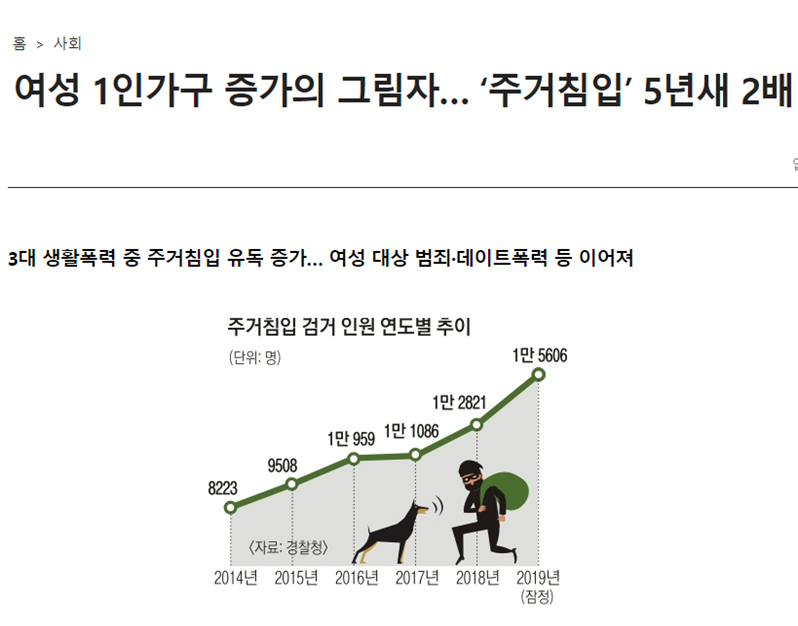 홈 > 사회
여성 1인가구 증가의 그림자... ‘주거침입’ 5년새 2배
3대 생활폭력 중 주거침입 유독 증가... 여성 대상 범죄·데이트폭력 등 이어져
주거침입 검거 인원 연도별 추이
(단위: 명)
1만 5606
1만 2821
1만 1086
1만 959
9508
8223
〈자료: 경찰청〉
2014년 2015년 2016년 2017년 2018년 2019년
(잠정)